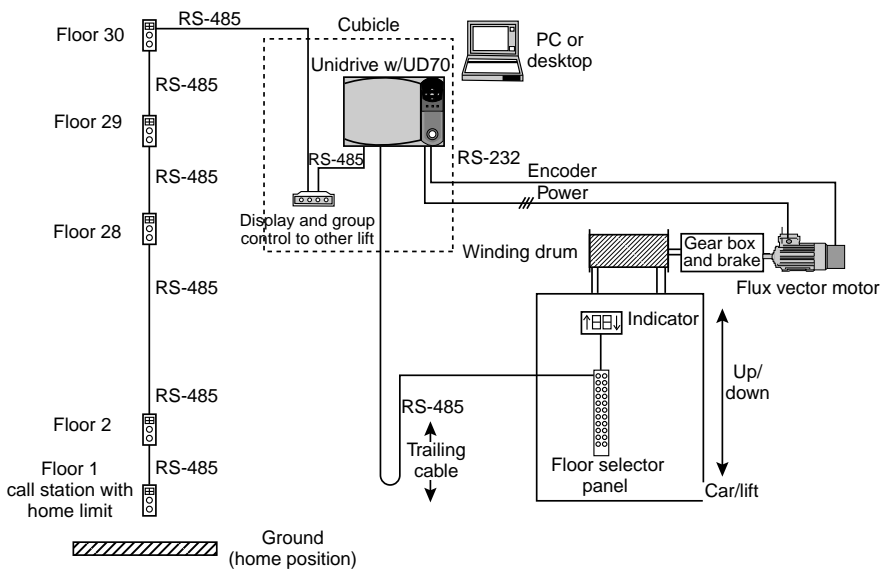 RS-485
Floor 30
Cubicle
PC or
desktop
Unidrive w/UD70
RS-485
Floor 29
RS-485
RS-232
RS-485
Encoder
Power
Display and group
control to other lift
Floor 28
Winding drum
Gear box
and brake
Flux vector motor
RS-485
Indicator
Up/
down
RS-485
RS-485
Trailing
cable
Floor 2
RS-485
Floor 1
call station with
home limit
Floor selector
panel
Car/lift
Ground
(home position)